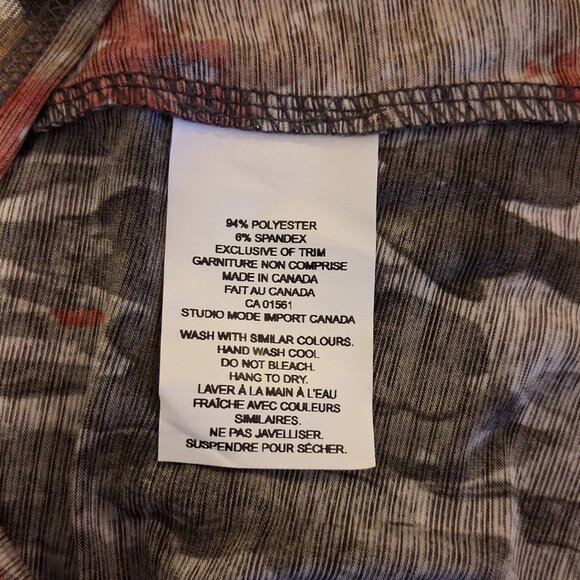 94% POLYESTER
6% SPANDEX
EXCLUSIVE OF TRIM
GARNITURE NON COMPRISE
MADE IN CANADA
FAIT AU CANADA
CA 01561
STUDIO MODE IMPORT CANADA
WASH WITH SIMILAR COLOURS.
HAND WASH COOL.
DO NOT BLEACH.
HANG TO DRY.
LAVER À LA MAIN À L'EAU
FRAÎCHE AVEC COULEURS
SIMILAIRES.
NE PAS JAVELLISER.
SUSPENDRE POUR SÉCHER.